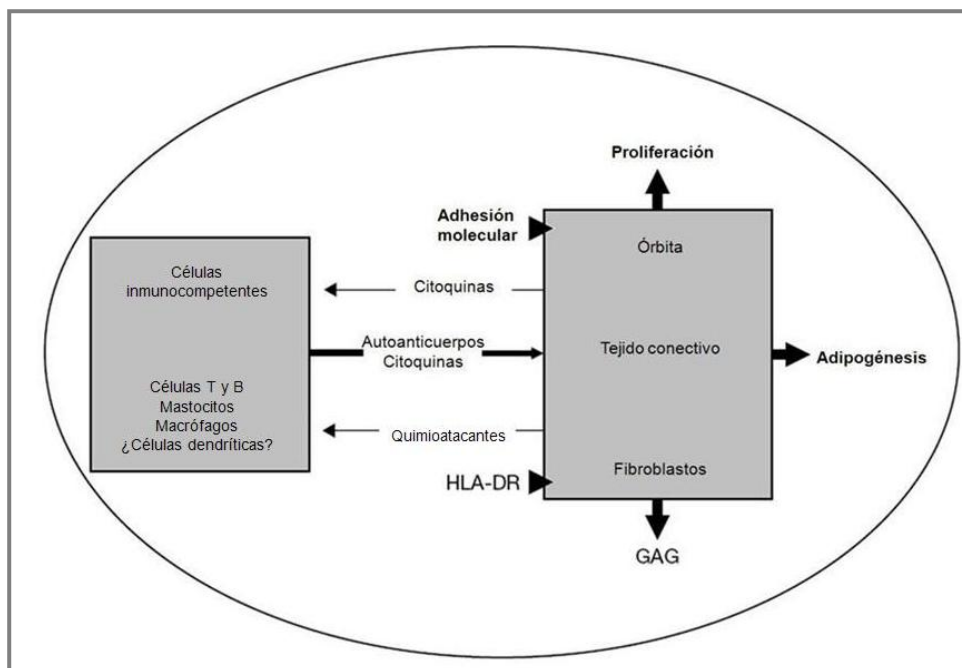 Proliferación
Adhesión
molecular
Órbita
Células
inmunocompetentes
Citoquinas
Autoanticuerpos
Citoquinas
Tejido conectivo
Adipogénesis
Células T y B
Mastocitos
Macrófagos
¿Células dendríticas?
Quimioatacantes
HLA-DR
Fibroblastos
GAG